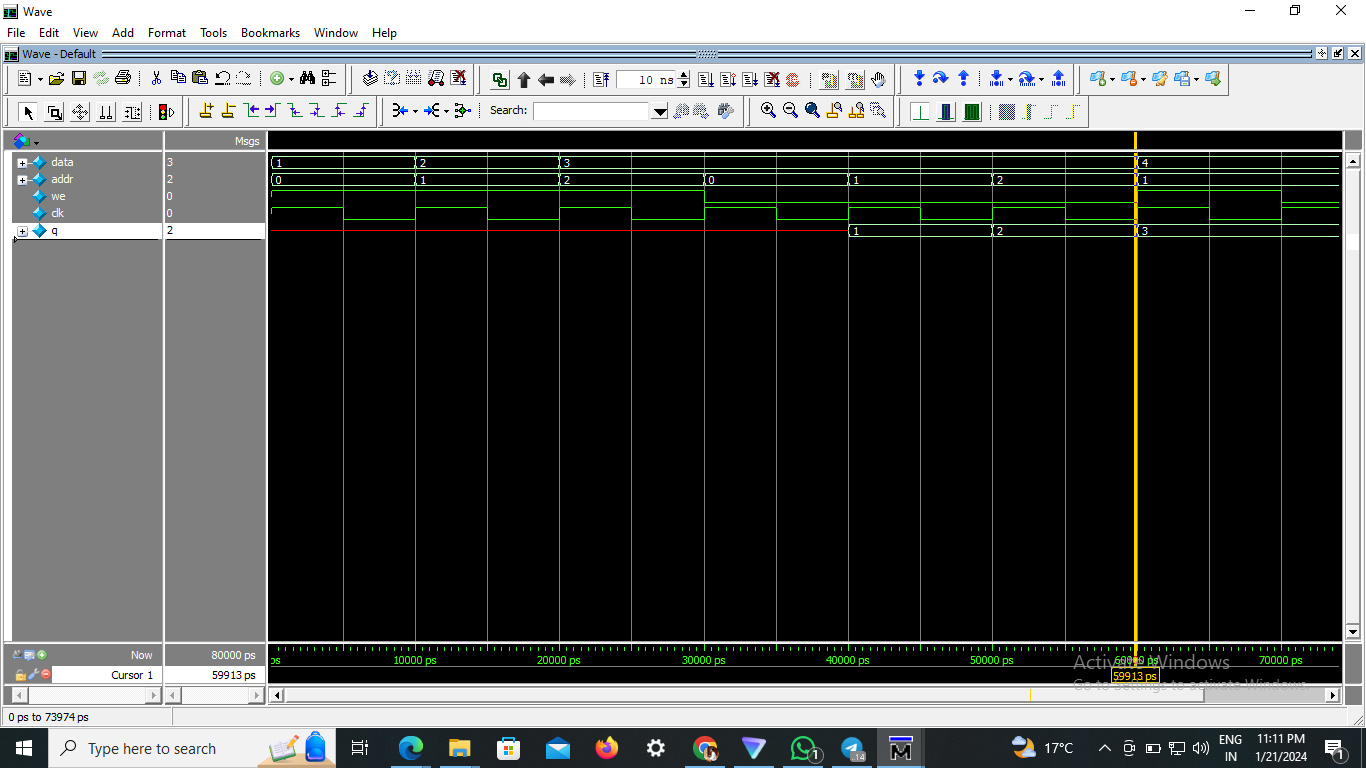 Wave
File Edit View Add Format Tools Bookmarks Window Help
Wave - Default
10 ns
Search:
Msgs
data 3 1 2 3 4
addr 2 0 1 2 0 1 2 1
we 0
clk 0
q 2 1 2 3
Now 80000 ps ps 10000 ps 20000 ps 30000 ps 40000 ps 50000 ps 60000 ps 70000 ps
Activate Windows
Cursor 1 59913 ps 59913 ps
Go to Settings to activate Windows.
0 ps to 73974 ps
Type here to search 1 14 M 17°C ENG 11:11 PM 1
IN 1/21/2024